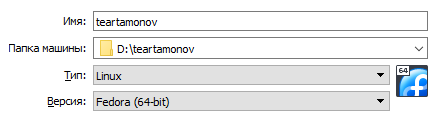 Имя: teartamonov
Папка машины: D:\teartamonov
Тип: Linux 64
Версия: Fedora (64-bit)